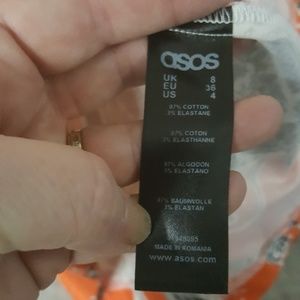 asos
UK 8
EU 36
US 4
97% COTTON
3% ELASTANE
97% COTON
3% ELASTHANNE
97% ALGODÓN
3% ELASTANO
97% BAUMWOLLE
3% ELASTAN
MADE IN ROMANIA
www.asos.com